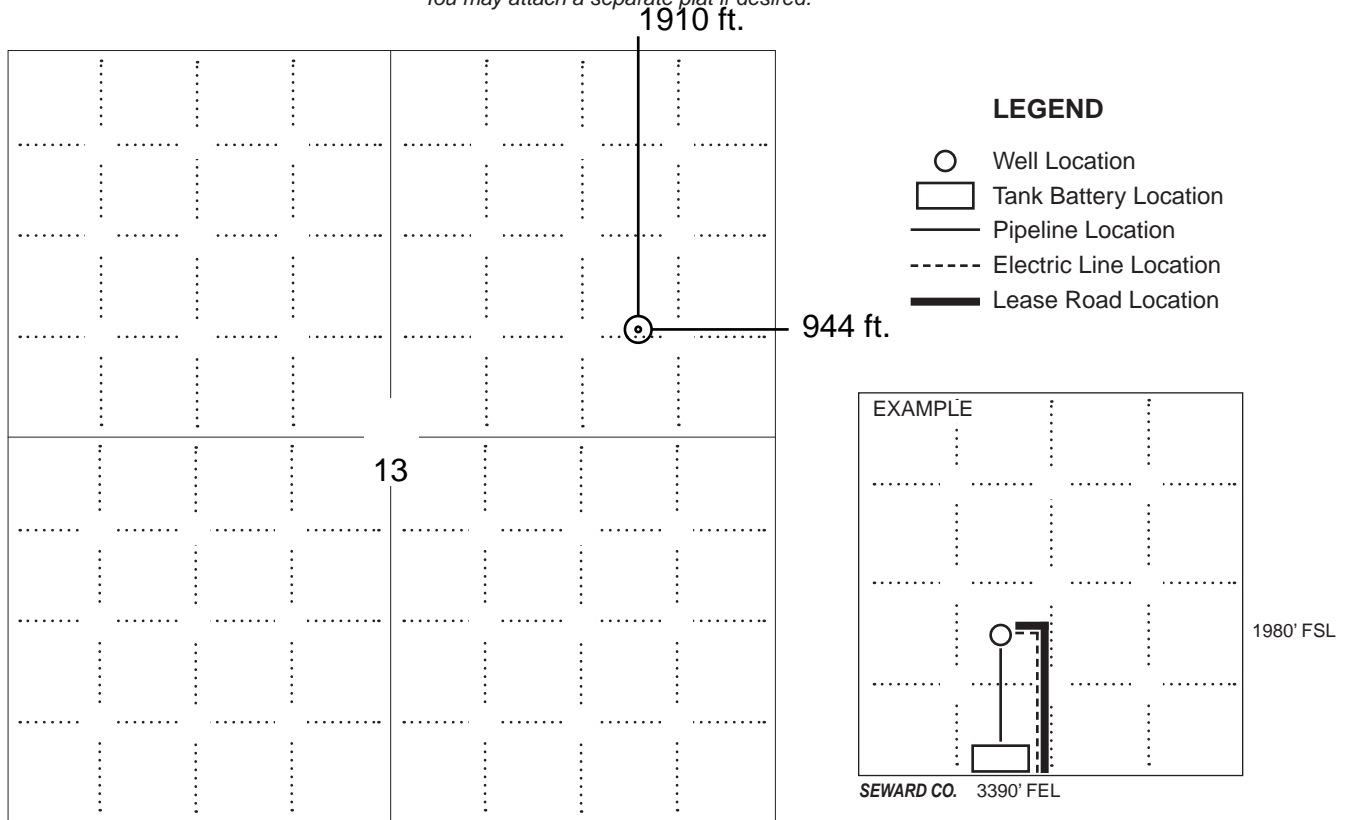 You may attach a separate plat if desired.
1910 ft.
944 ft.
13
LEGEND
Well Location
Tank Battery Location
Pipeline Location
Electric Line Location
Lease Road Location
EXAMPLE
1980’ FSL
SEWARD CO. 3390’ FEL